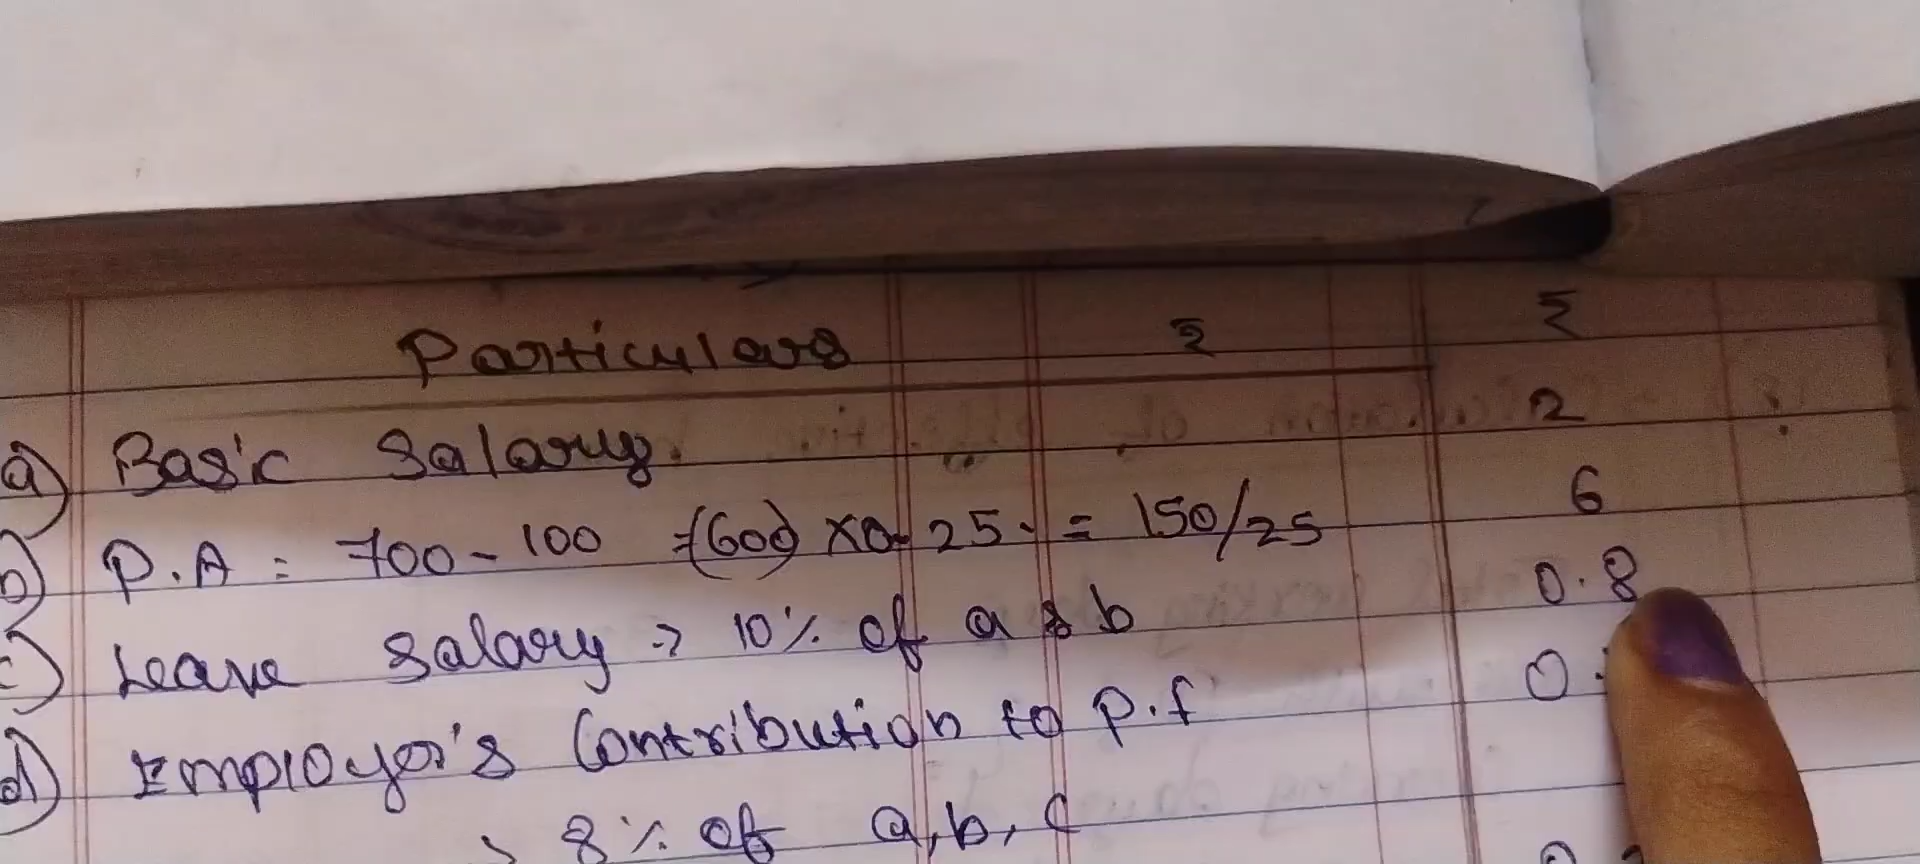 Particulars ₹ ₹
a) Basic Salary. 2
b) D.A = 700 - 100 = (600) x 0.25. = 150/25 6
c) Leave Salary → 10% of a & b 0.8
d) Employer's Contribution to P.f 0.
→ 8% of a, b, c